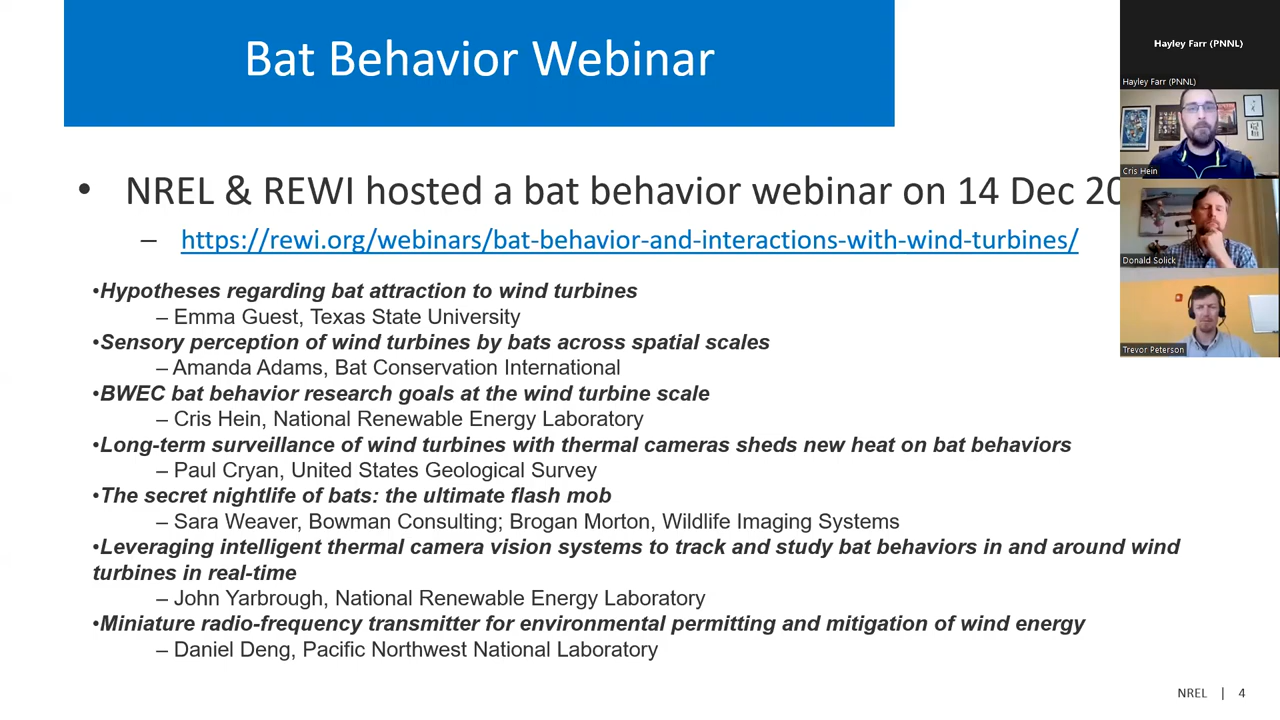 Bat Behavior Webinar
• NREL & REWI hosted a bat behavior webinar on 14 Dec 20
– https://rewi.org/webinars/bat-behavior-and-interactions-with-wind-turbines/
•Hypotheses regarding bat attraction to wind turbines
– Emma Guest, Texas State University
•Sensory perception of wind turbines by bats across spatial scales
– Amanda Adams, Bat Conservation International
•BWEC bat behavior research goals at the wind turbine scale
– Cris Hein, National Renewable Energy Laboratory
•Long-term surveillance of wind turbines with thermal cameras sheds new heat on bat behaviors
– Paul Cryan, United States Geological Survey
•The secret nightlife of bats: the ultimate flash mob
– Sara Weaver, Bowman Consulting; Brogan Morton, Wildlife Imaging Systems
•Leveraging intelligent thermal camera vision systems to track and study bat behaviors in and around wind
turbines in real-time
– John Yarbrough, National Renewable Energy Laboratory
•Miniature radio-frequency transmitter for environmental permitting and mitigation of wind energy
– Daniel Deng, Pacific Northwest National Laboratory
NREL | 4
Hayley Farr (PNNL)
Hayley Farr (PNNL)
Cris Hein
Donald Solick
Trevor Peterson